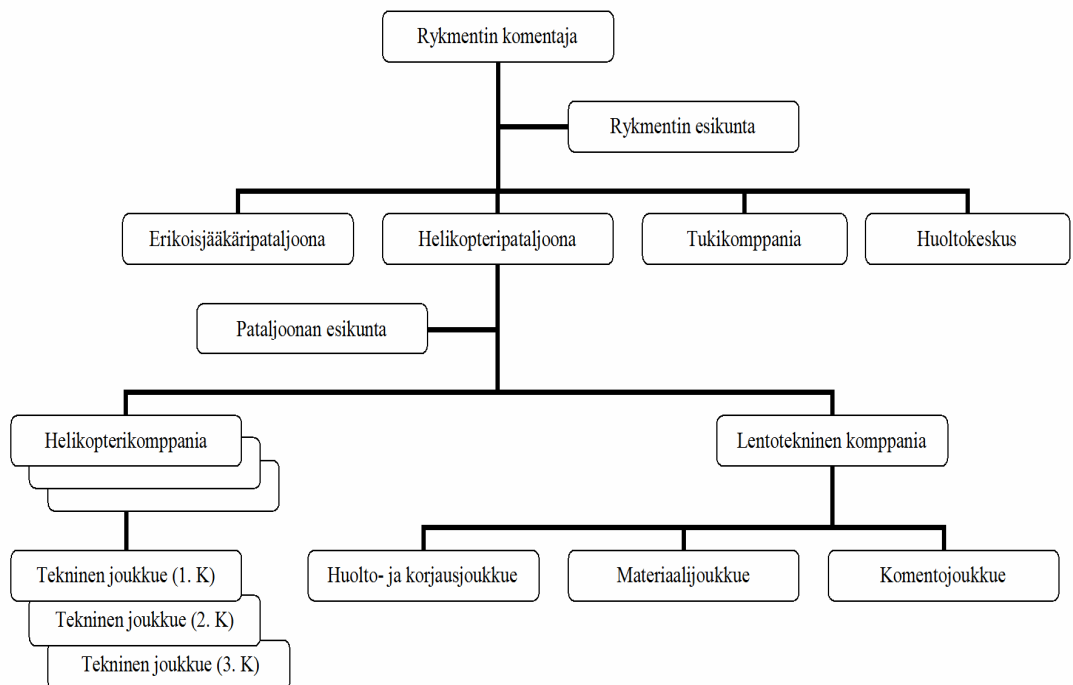 Rykmentin komentaja
Rykmentin esikunta
Erikoisjääkäripataljoona
Helikopteripataljoona
Tukikomppania
Huoltokeskus
Pataljoonan esikunta
Helikopterikomppania
Lentotekninen komppania
Tekninen joukkue (1. K)
Huolto- ja korjausjoukkue
Materiaalijoukkue
Komentojoukkue
Tekninen joukkue (2. K)
Tekninen joukkue (3. K)